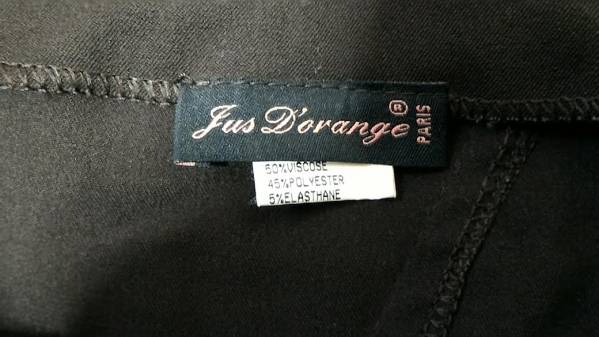 Jus D'orange ® PARIS
50%VISCOSE
45%POLYESTER
5%ELASTHANE